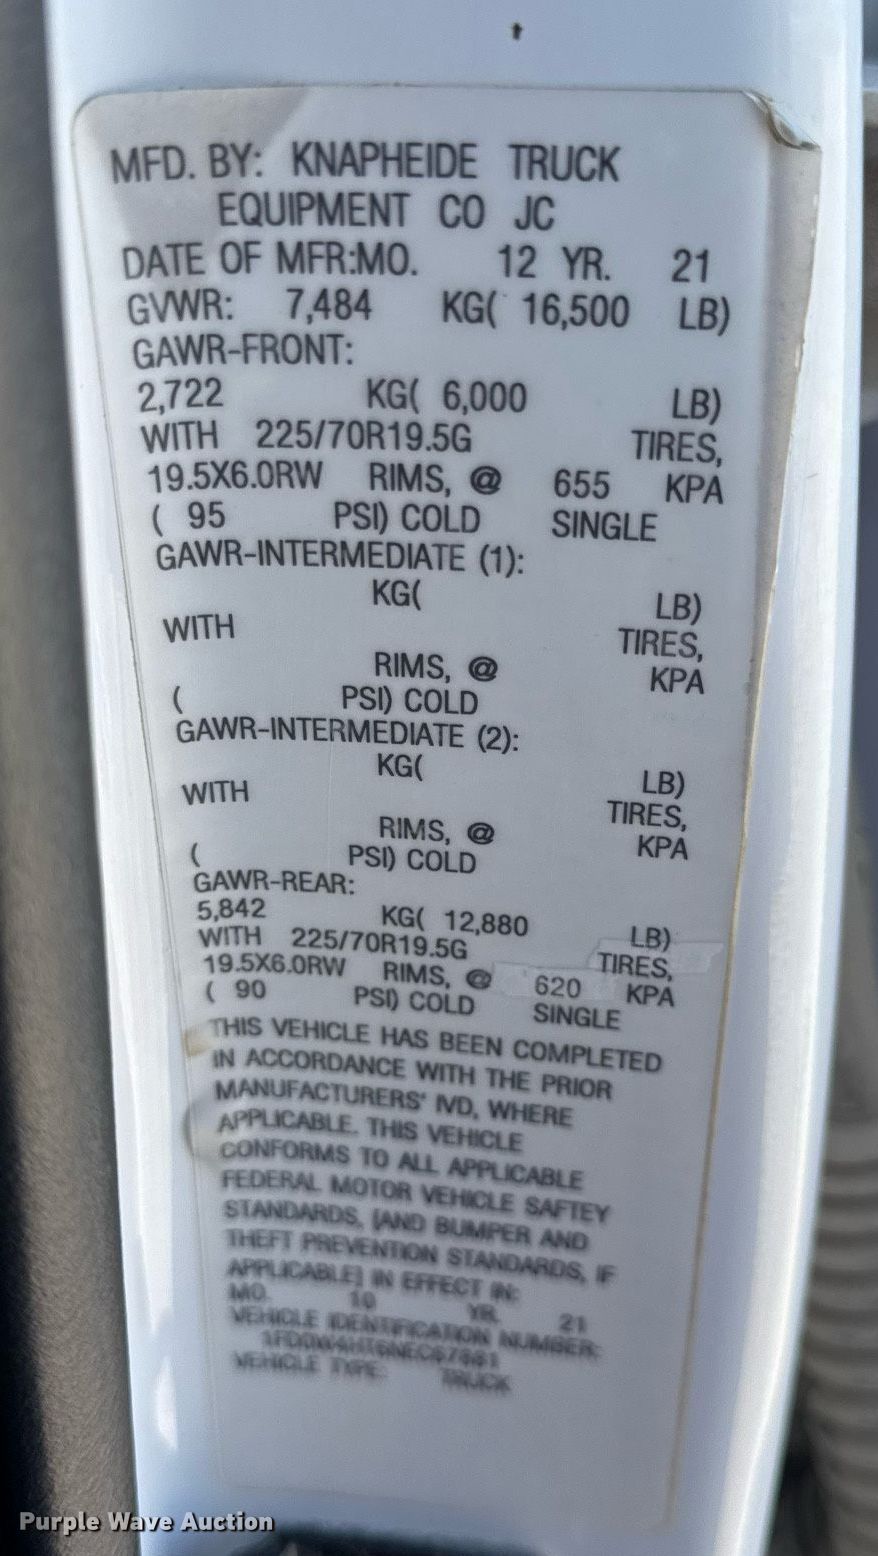 MFD. BY: KNAPHEIDE TRUCK
EQUIPMENT CO JC
DATE OF MFR:MO. 12 YR. 21
GVWR: 7,484 KG( 16,500 LB)
GAWR-FRONT:
2,722 KG( 6,000 LB)
WITH 225/70R19.5G TIRES,
19.5X6.0RW RIMS, @ 655 KPA
( 95 PSI) COLD SINGLE
GAWR-INTERMEDIATE (1):
KG( LB)
WITH TIRES,
RIMS, @ KPA
( PSI) COLD
GAWR-INTERMEDIATE (2):
KG( LB)
WITH TIRES,
RIMS, @ KPA
( PSI) COLD
GAWR-REAR:
5,842 KG( 12,880 LB)
WITH 225/70R19.5G TIRES,
19.5X6.0RW RIMS, @ 620 KPA
( 90 PSI) COLD SINGLE
THIS VEHICLE HAS BEEN COMPLETED
IN ACCORDANCE WITH THE PRIOR
MANUFACTURERS' IVD, WHERE
APPLICABLE. THIS VEHICLE
CONFORMS TO ALL APPLICABLE
FEDERAL MOTOR VEHICLE SAFTEY
STANDARDS, [AND BUMPER AND
THEFT PREVENTION STANDARDS, IF
APPLICABLE] IN EFFECT IN:
MO. 10 YR. 21
VEHICLE IDENTIFICATION NUMBER:
VEHICLE TYPE: TRUCK
Purple Wave Auction